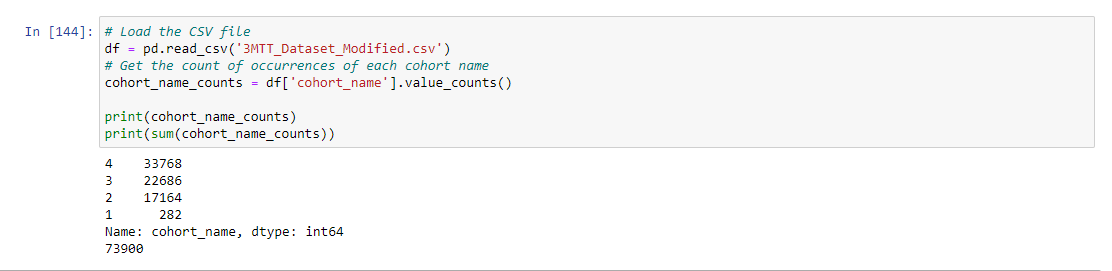 In [144]: # Load the CSV file
df = pd.read_csv('3MTT_Dataset_Modified.csv')
# Get the count of occurrences of each cohort name
cohort_name_counts = df['cohort_name'].value_counts()
print(cohort_name_counts)
print(sum(cohort_name_counts))
4    33768
3    22686
2    17164
1      282
Name: cohort_name, dtype: int64
73900